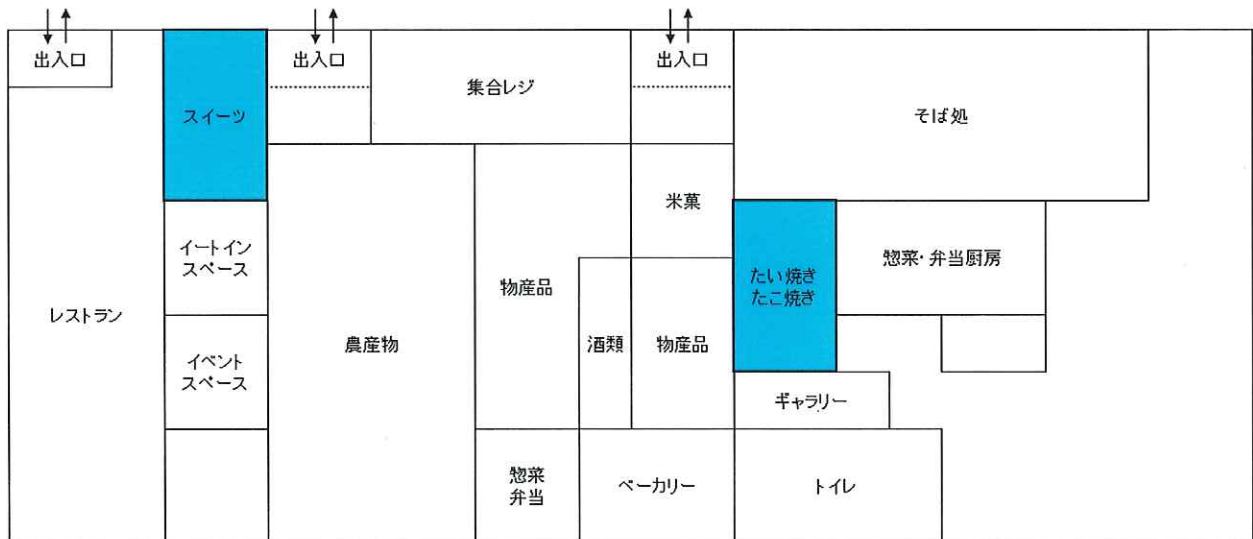 出入口
出入口
出入口
スイーツ
集合レジ
そば処
米菓
イートイン
スペース
惣菜・弁当厨房
たい焼き
たこ焼き
物産品
レストラン
農産物
酒類
物産品
イベント
スペース
ギャラリー
惣菜
弁当
ベーカリー
トイレ